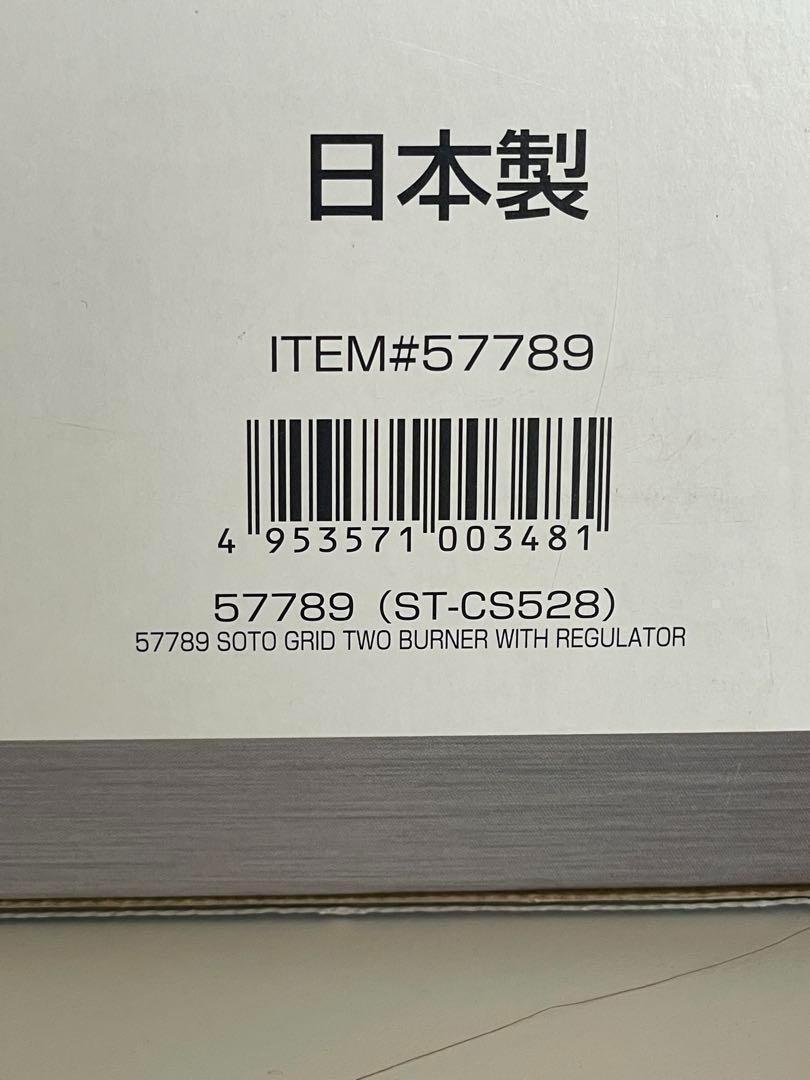 日本製
ITEM#57789
4 953571 003481
57789（ST-CS528）
57789 SOTO GRID TWO BURNER WITH REGULATOR